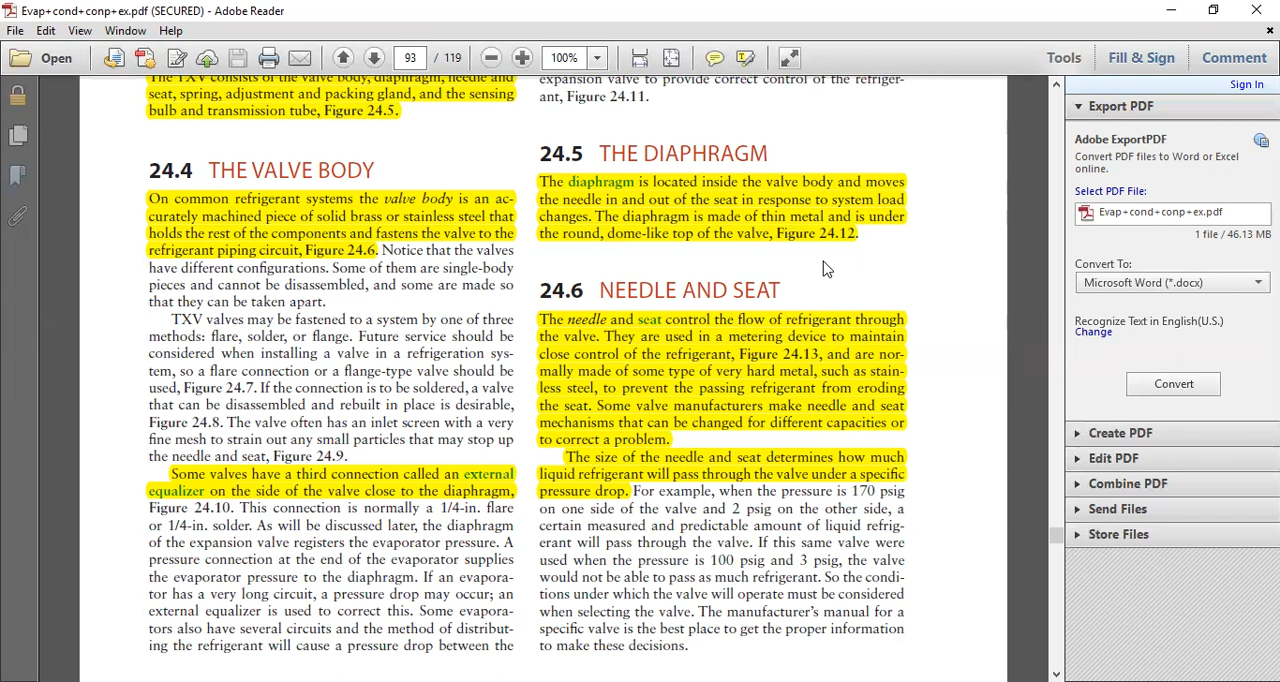 Evap+cond+conp+ex.pdf (SECURED) - Adobe Reader
File Edit View Window Help
Open 93 / 119 100% Tools Fill & Sign Comment
The TXV consists of the valve body, diaphragm, needle and
seat, spring, adjustment and packing gland, and the sensing
bulb and transmission tube, Figure 24.5.
24.4 THE VALVE BODY
On common refrigerant systems the valve body is an ac-
curately machined piece of solid brass or stainless steel that
holds the rest of the components and fastens the valve to the
refrigerant piping circuit, Figure 24.6. Notice that the valves
have different configurations. Some of them are single-body
pieces and cannot be disassembled, and some are made so
that they can be taken apart.
TXV valves may be fastened to a system by one of three
methods: flare, solder, or flange. Future service should be
considered when installing a valve in a refrigeration sys-
tem, so a flare connection or a flange-type valve should be
used, Figure 24.7. If the connection is to be soldered, a valve
that can be disassembled and rebuilt in place is desirable,
Figure 24.8. The valve often has an inlet screen with a very
fine mesh to strain out any small particles that may stop up
the needle and seat, Figure 24.9.
Some valves have a third connection called an external
equalizer on the side of the valve close to the diaphragm,
Figure 24.10. This connection is normally a 1/4-in. flare
or 1/4-in. solder. As will be discussed later, the diaphragm
of the expansion valve registers the evaporator pressure. A
pressure connection at the end of the evaporator supplies
the evaporator pressure to the diaphragm. If an evapora-
tor has a very long circuit, a pressure drop may occur; an
external equalizer is used to correct this. Some evapora-
tors also have several circuits and the method of distribut-
ing the refrigerant will cause a pressure drop between the
expansion valve to provide correct control of the refriger-
ant, Figure 24.11.
24.5 THE DIAPHRAGM
The diaphragm is located inside the valve body and moves
the needle in and out of the seat in response to system load
changes. The diaphragm is made of thin metal and is under
the round, dome-like top of the valve, Figure 24.12.
24.6 NEEDLE AND SEAT
The needle and seat control the flow of refrigerant through
the valve. They are used in a metering device to maintain
close control of the refrigerant, Figure 24.13, and are nor-
mally made of some type of very hard metal, such as stain-
less steel, to prevent the passing refrigerant from eroding
the seat. Some valve manufacturers make needle and seat
mechanisms that can be changed for different capacities or
to correct a problem.
The size of the needle and seat determines how much
liquid refrigerant will pass through the valve under a specific
pressure drop. For example, when the pressure is 170 psig
on one side of the valve and 2 psig on the other side, a
certain measured and predictable amount of liquid refrig-
erant will pass through the valve. If this same valve were
used when the pressure is 100 psig and 3 psig, the valve
would not be able to pass as much refrigerant. So the condi-
tions under which the valve will operate must be considered
when selecting the valve. The manufacturer's manual for a
specific valve is the best place to get the proper information
to make these decisions.
Sign In
Export PDF
Adobe ExportPDF
Convert PDF files to Word or Excel
online.
Select PDF File:
Evap+cond+conp+ex.pdf
1 file / 46.13 MB
Convert To:
Microsoft Word (*.docx)
Recognize Text in English(U.S.)
Change
Convert
Create PDF
Edit PDF
Combine PDF
Send Files
Store Files